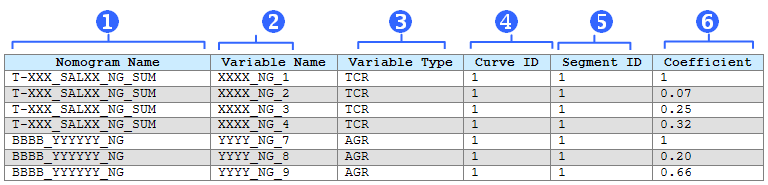 1 2 3 4 5 6
Nomogram Name Variable Name Variable Type Curve ID Segment ID Coefficient
T-XXX_SALXX_NG_SUM XXXX_NG_1 TCR 1 1 1
T-XXX_SALXX_NG_SUM XXXX_NG_2 TCR 1 1 0.07
T-XXX_SALXX_NG_SUM XXXX_NG_3 TCR 1 1 0.25
T-XXX_SALXX_NG_SUM XXXX_NG_4 TCR 1 1 0.32
BBBB_YYYYYY_NG YYYY_NG_7 AGR 1 1 1
BBBB_YYYYYY_NG YYYY_NG_8 AGR 1 1 0.20
BBBB_YYYYYY_NG YYYY_NG_9 AGR 1 1 0.66